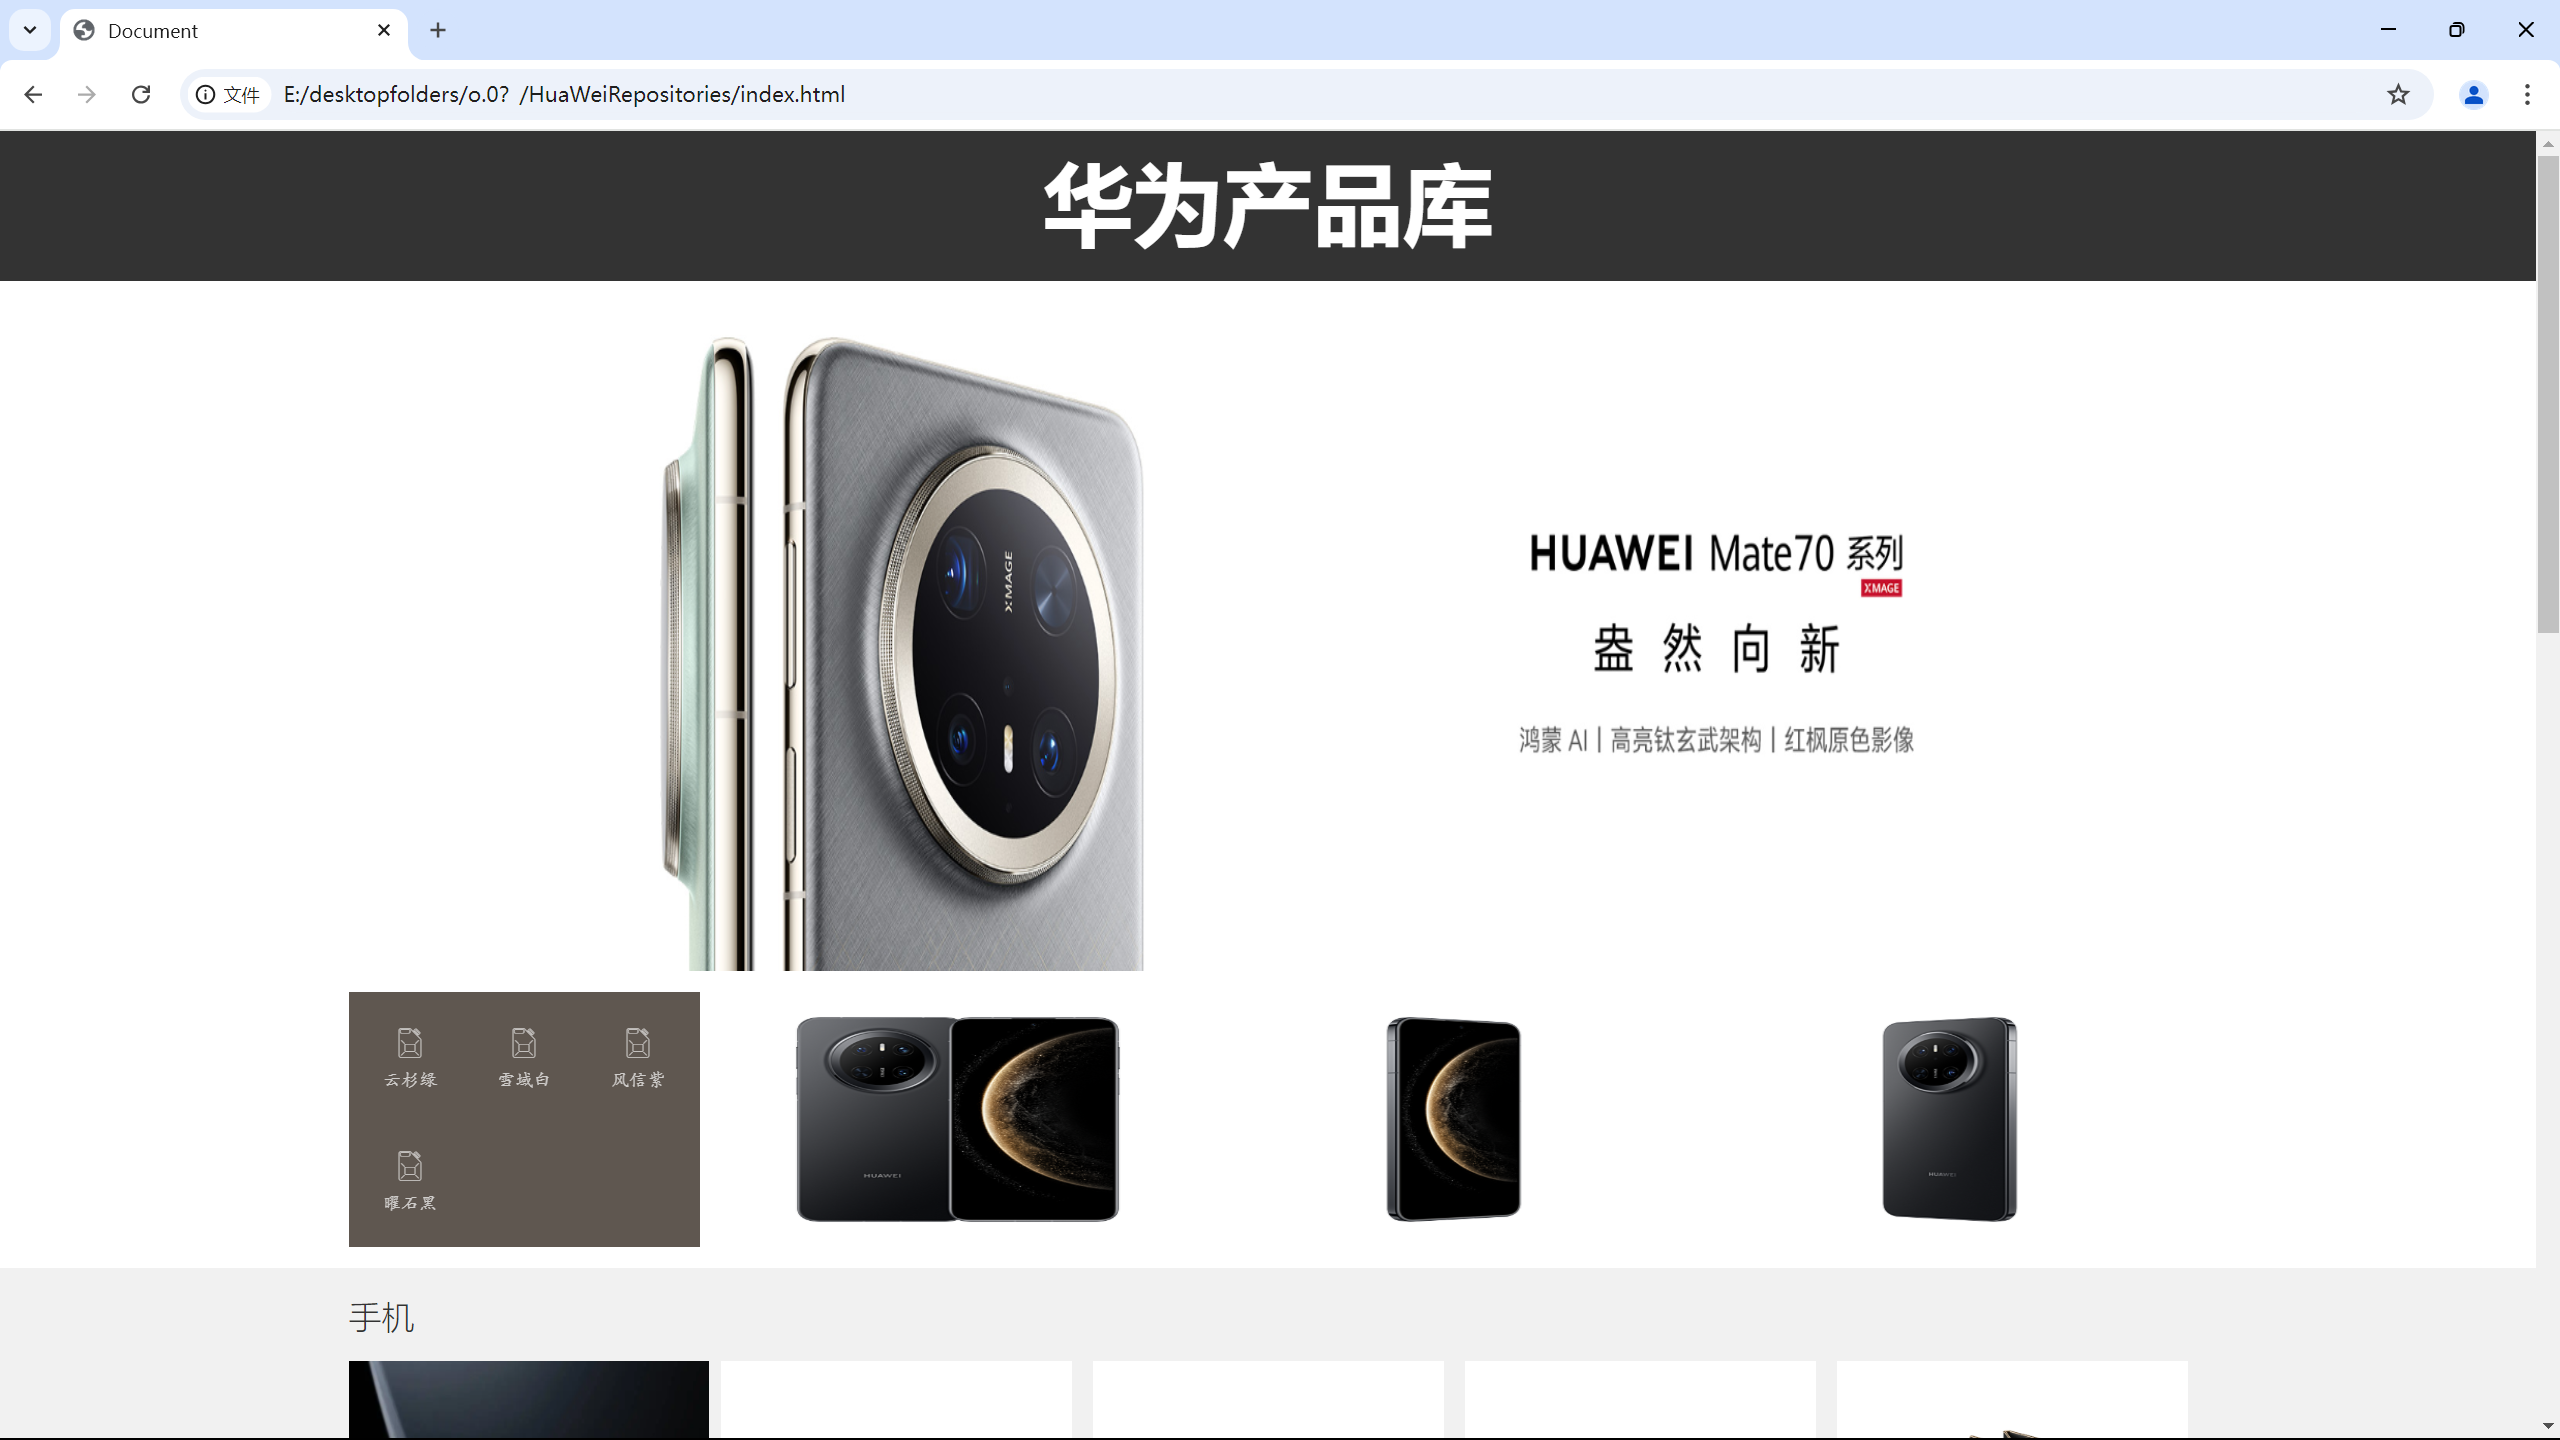 Document
文件
E:/desktopfolders/o.0? /HuaWeiRepositories/index.html
华为产品库
XMAGE
HUAWEI Mate70 系列
XMAGE
盎然向新
鸿蒙 AI | 高亮钛玄武架构 | 红枫原色影像
云杉绿 雪域白 风信紫
曜石黑
HUAWEI
HUAWEI
手机